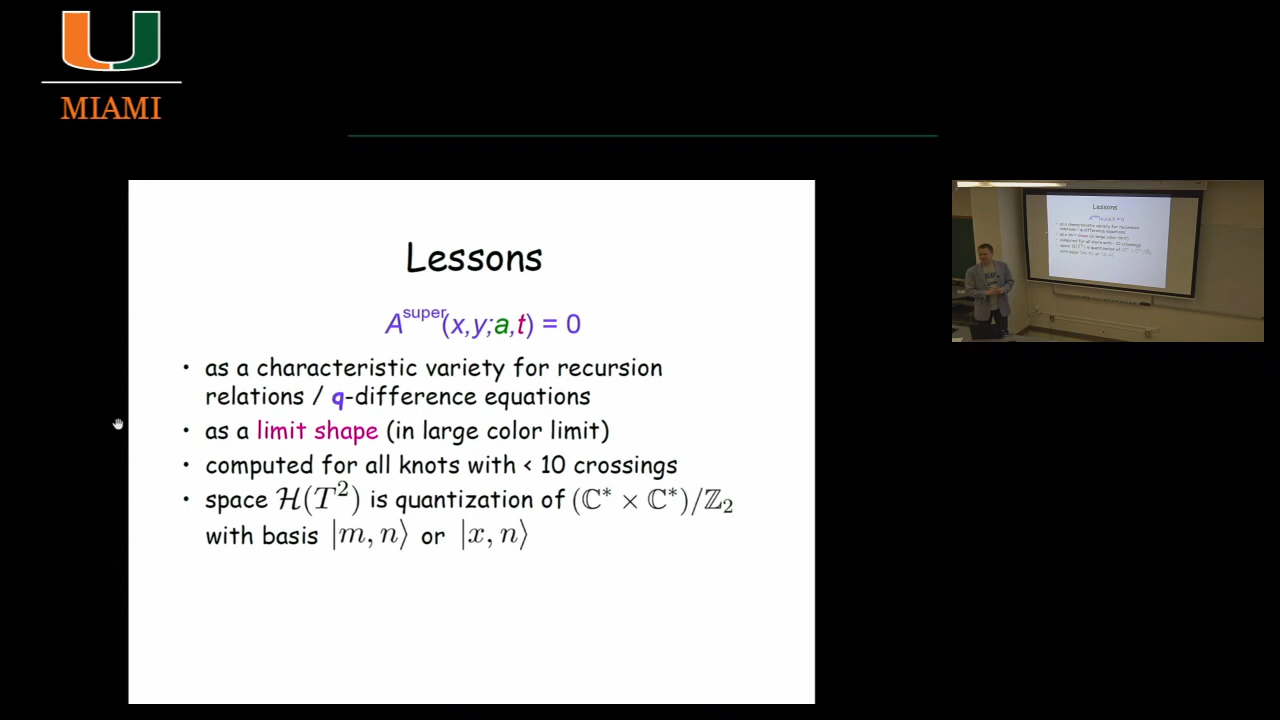 MIAMI
Lessons
A^super(x,y;a,t) = 0
• as a characteristic variety for recursion
relations / q-difference equations
• as a limit shape (in large color limit)
• computed for all knots with < 10 crossings
• space ℋ(T²) is quantization of (ℂ* × ℂ*)/ℤ₂
with basis |m, n⟩ or |x, n⟩
Lessons